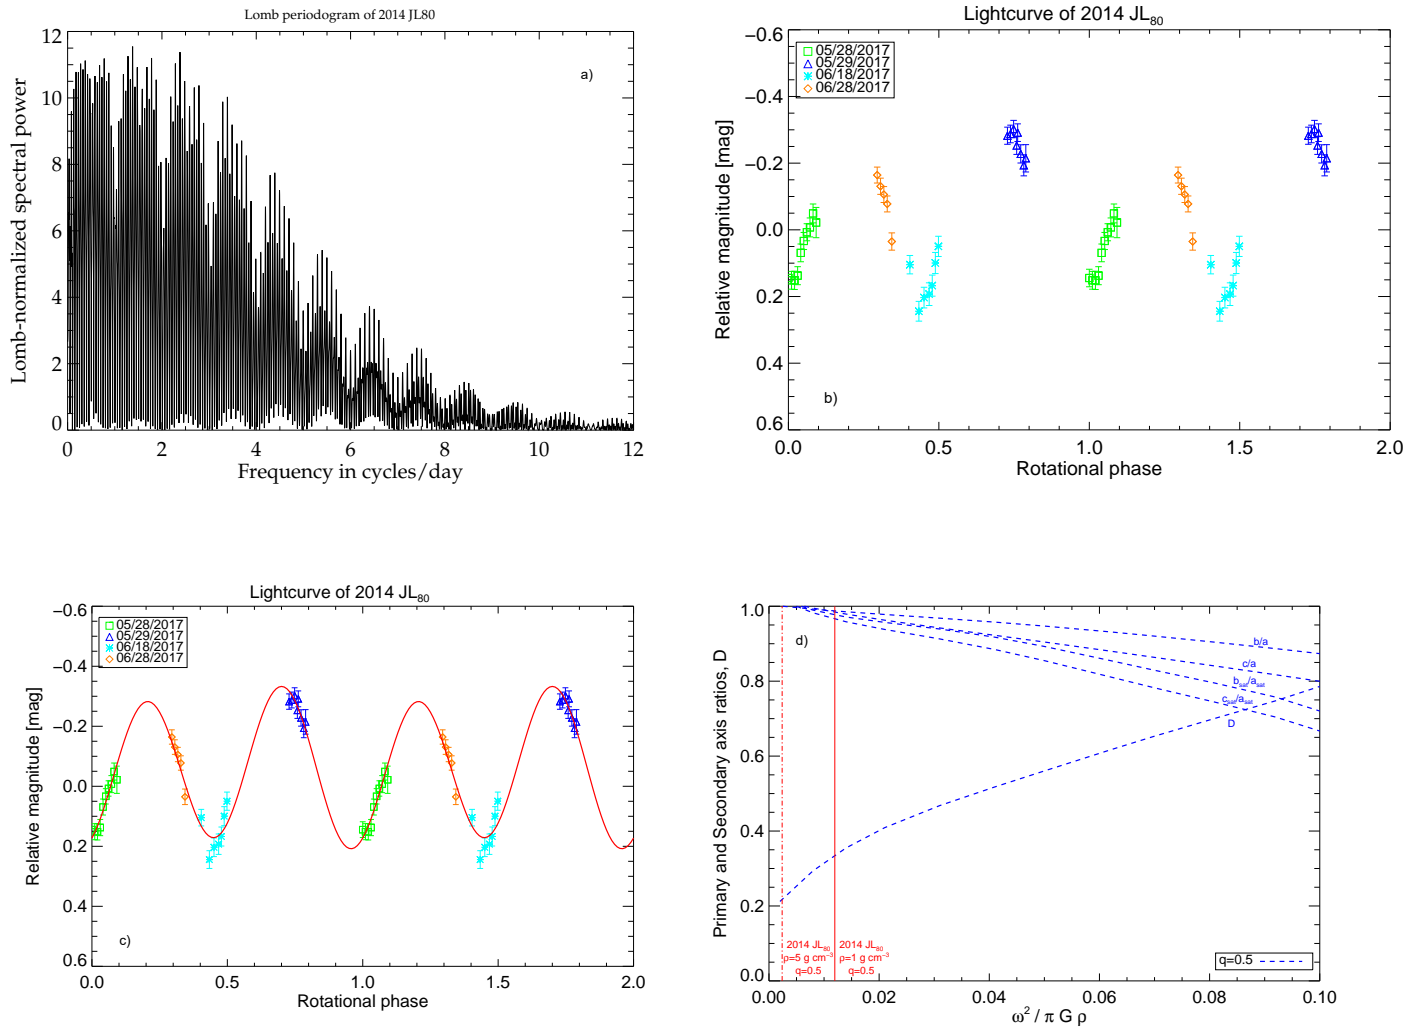 Lomb periodogram of 2014 JL80
Lomb-normalized spectral power
12
10
8
6
4
2
0
a)
0 2 4 6 8 10 12
Frequency in cycles/day
Lightcurve of 2014 JL80
Relative magnitude [mag]
−0.6
−0.4
−0.2
0.0
0.2
0.4
0.6
05/28/2017
05/29/2017
06/18/2017
06/28/2017
b)
0.0 0.5 1.0 1.5 2.0
Rotational phase
Lightcurve of 2014 JL80
Relative magnitude [mag]
−0.6
−0.4
−0.2
0.0
0.2
0.4
0.6
05/28/2017
05/29/2017
06/18/2017
06/28/2017
c)
0.0 0.5 1.0 1.5 2.0
Rotational phase
Primary and Secondary axis ratios, D
1.0
0.8
0.6
0.4
0.2
0.0
d)
b/a
c/a
bsat/asat
csat/asat
D
2014 JL80
ρ=5 g cm−3
q=0.5
2014 JL80
ρ=1 g cm−3
q=0.5
q=0.5
0.00 0.02 0.04 0.06 0.08 0.10
ω2 / π G ρ